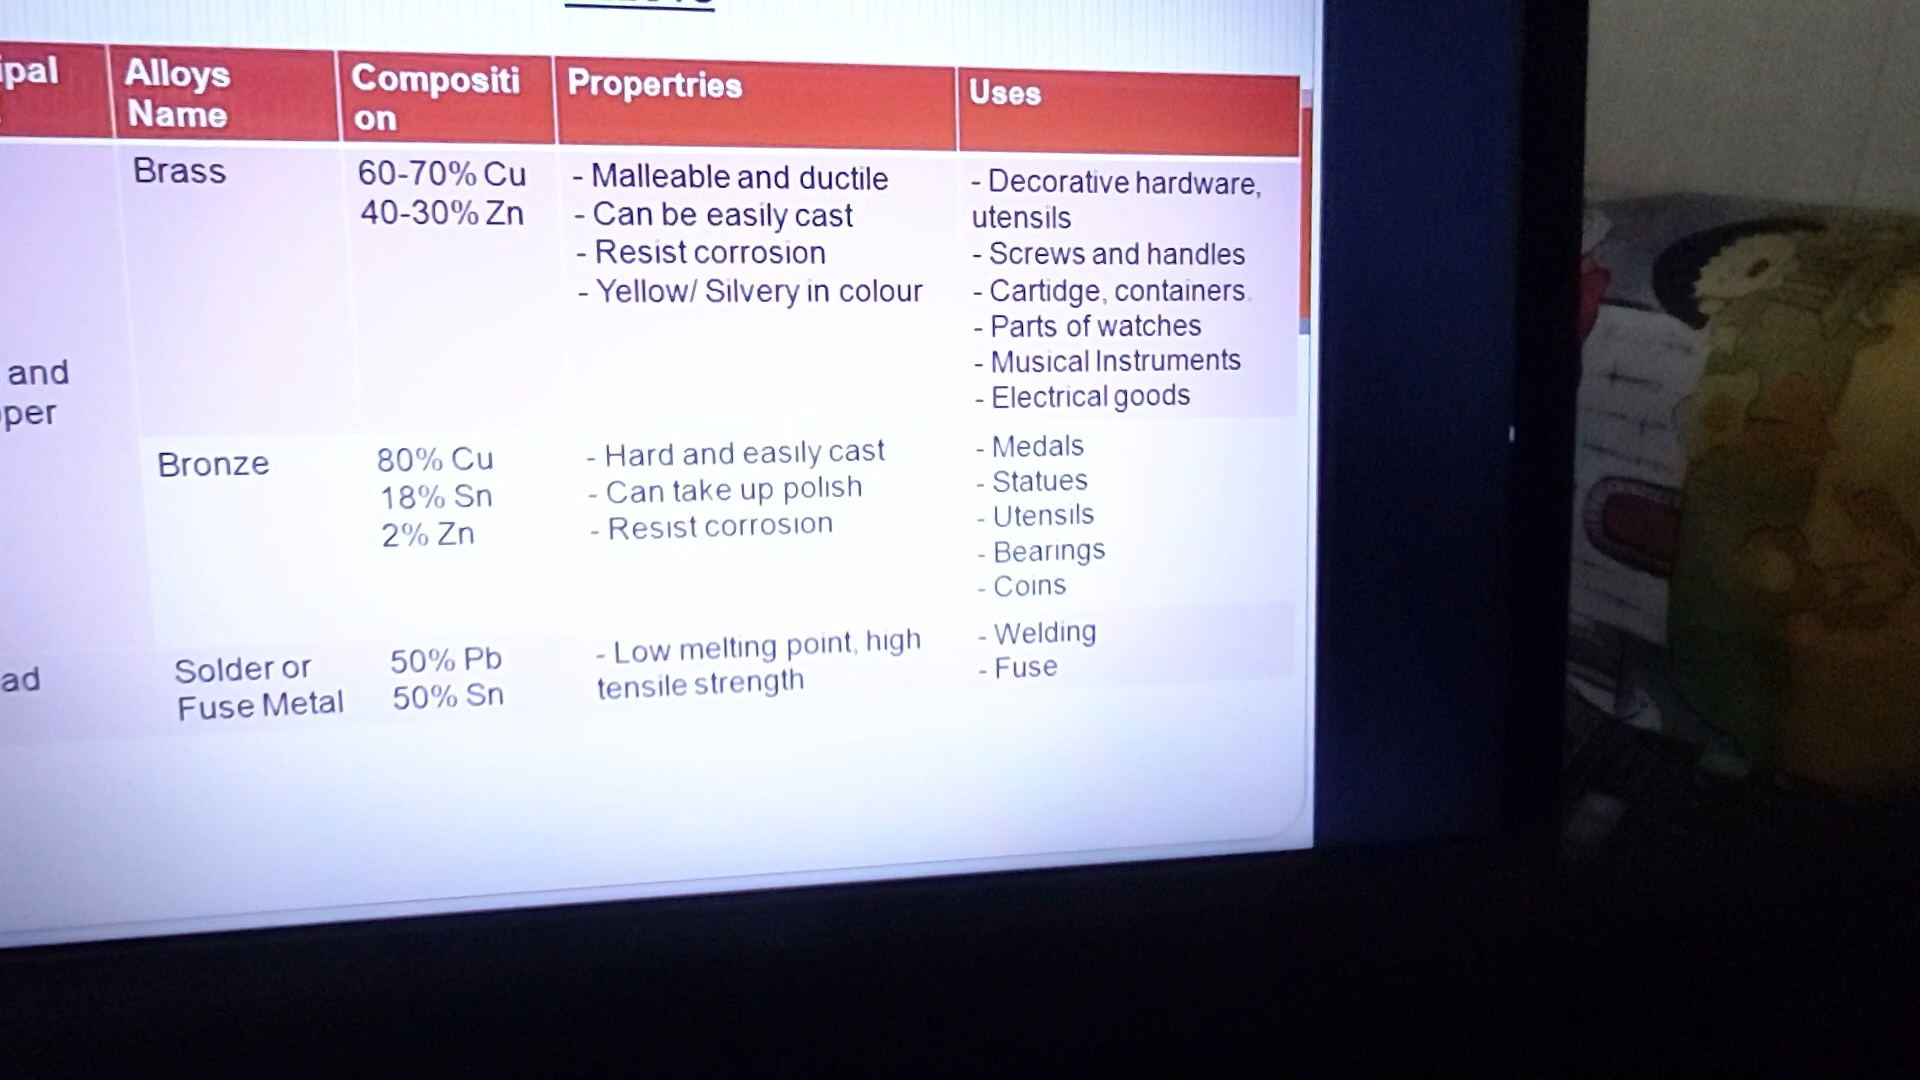 Alloys Name
Compositi on
Propertries
Uses
and
Brass
60-70% Cu
40-30% Zn
- Malleable and ductile
- Can be easily cast
- Resist corrosion
- Yellow/ Silvery in colour
- Decorative hardware,
utensils
- Screws and handles
- Cartidge, containers.
- Parts of watches
- Musical Instruments
- Electrical goods
Bronze
80% Cu
18% Sn
2% Zn
- Hard and easily cast
- Can take up polish
- Resist corrosion
- Medals
- Statues
- Utensils
- Bearings
- Coins
Solder or
Fuse Metal
50% Pb
50% Sn
- Low melting point, high
tensile strength
- Welding
- Fuse